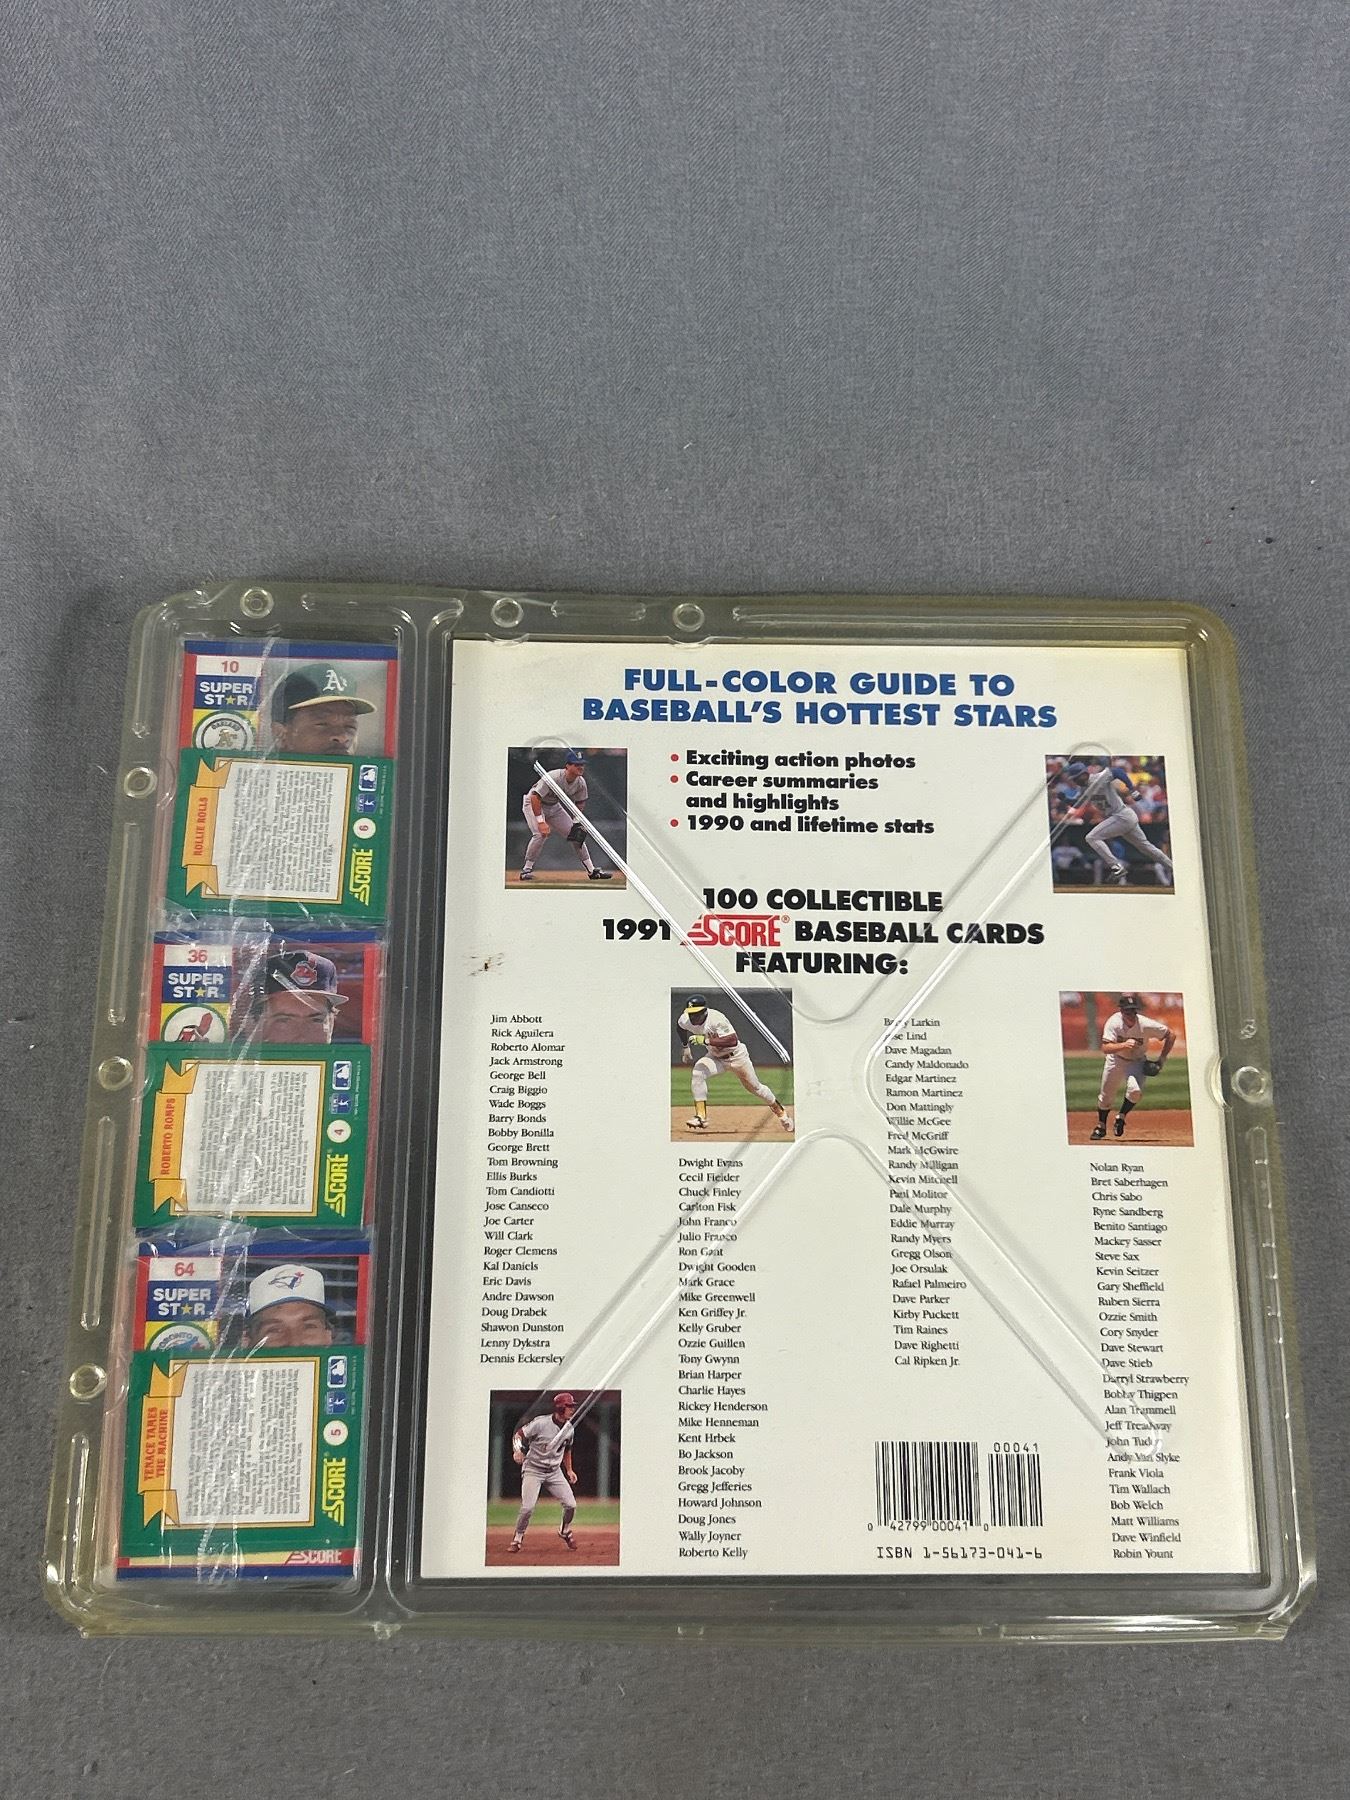 10
SUPER
STAR
ROLLIE ROLLS
6
SCORE®
36
SUPER
STAR
ROBERTO ROMPS
4
SCORE®
64
SUPER
STAR
TORONTO
TENACE TAMES
THE MACHINE
5
SCORE®
SCORE
FULL-COLOR GUIDE TO
BASEBALL'S HOTTEST STARS
• Exciting action photos
• Career summaries
and highlights
• 1990 and lifetime stats
100 COLLECTIBLE
1991 SCORE® BASEBALL CARDS
FEATURING:
Jim Abbott
Rick Aguilera
Roberto Alomar
Jack Armstrong
George Bell
Craig Biggio
Wade Boggs
Barry Bonds
Bobby Bonilla
George Brett
Tom Browning
Ellis Burks
Tom Candiotti
Jose Canseco
Joe Carter
Will Clark
Roger Clemens
Kal Daniels
Eric Davis
Andre Dawson
Doug Drabek
Shawon Dunston
Lenny Dykstra
Dennis Eckersley
Dwight Evans
Cecil Fielder
Chuck Finley
Carlton Fisk
John Franco
Julio Franco
Ron Gant
Dwight Gooden
Mark Grace
Mike Greenwell
Ken Griffey Jr.
Kelly Gruber
Ozzie Guillen
Tony Gwynn
Brian Harper
Charlie Hayes
Rickey Henderson
Mike Henneman
Kent Hrbek
Bo Jackson
Brook Jacoby
Gregg Jefferies
Howard Johnson
Doug Jones
Wally Joyner
Roberto Kelly
Barry Larkin
Jose Lind
Dave Magadan
Candy Maldonado
Edgar Martinez
Ramon Martinez
Don Mattingly
Willie McGee
Fred McGriff
Mark McGwire
Randy Milligan
Kevin Mitchell
Paul Molitor
Dale Murphy
Eddie Murray
Randy Myers
Gregg Olson
Joe Orsulak
Rafael Palmeiro
Dave Parker
Kirby Puckett
Tim Raines
Dave Righetti
Cal Ripken Jr.
Nolan Ryan
Bret Saberhagen
Chris Sabo
Ryne Sandberg
Benito Santiago
Mackey Sasser
Steve Sax
Kevin Seitzer
Gary Sheffield
Ruben Sierra
Ozzie Smith
Cory Snyder
Dave Stewart
Dave Stieb
Darryl Strawberry
Bobby Thigpen
Alan Trammell
Jeff Treadway
John Tudor
Andy Van Slyke
Frank Viola
Tim Wallach
Bob Welch
Matt Williams
Dave Winfield
Robin Yount
00041
0 42799 00041 0
ISBN 1-56173-041-6